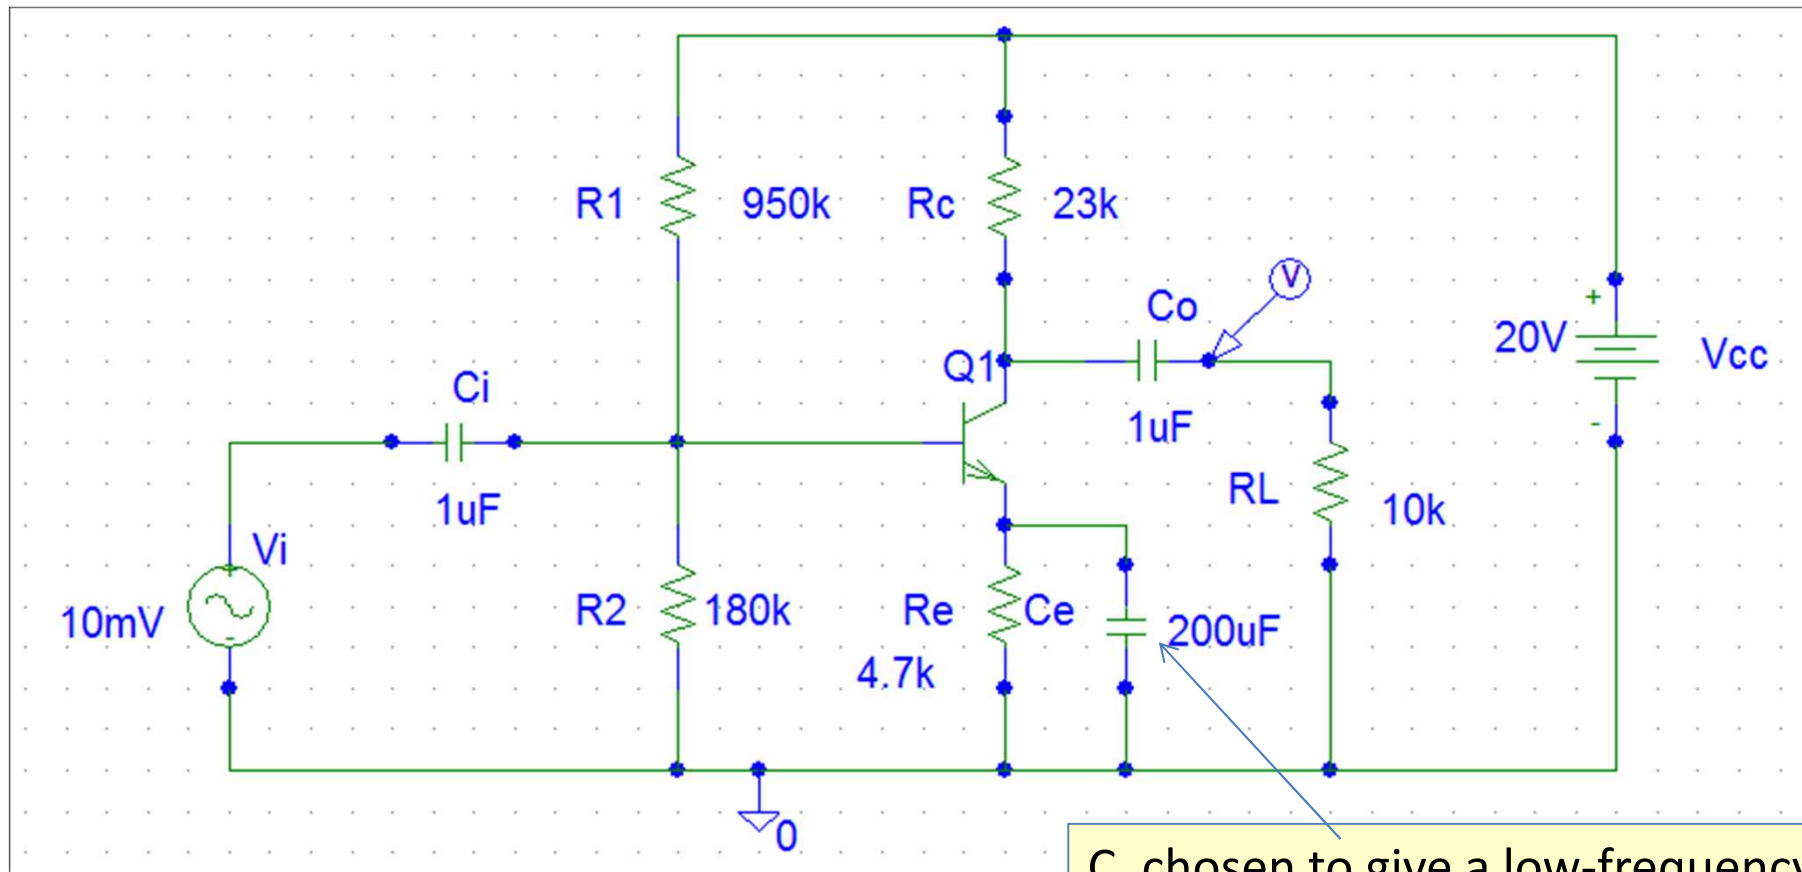 R1 950k
Rc 23k
V
Co
1uF
Q1
20V
+
-
Vcc
Ci
1uF
RL 10k
Vi
10mV
+
-
R2 180k
Re
4.7k
Ce 200uF
0
C chosen to give a low-frequency